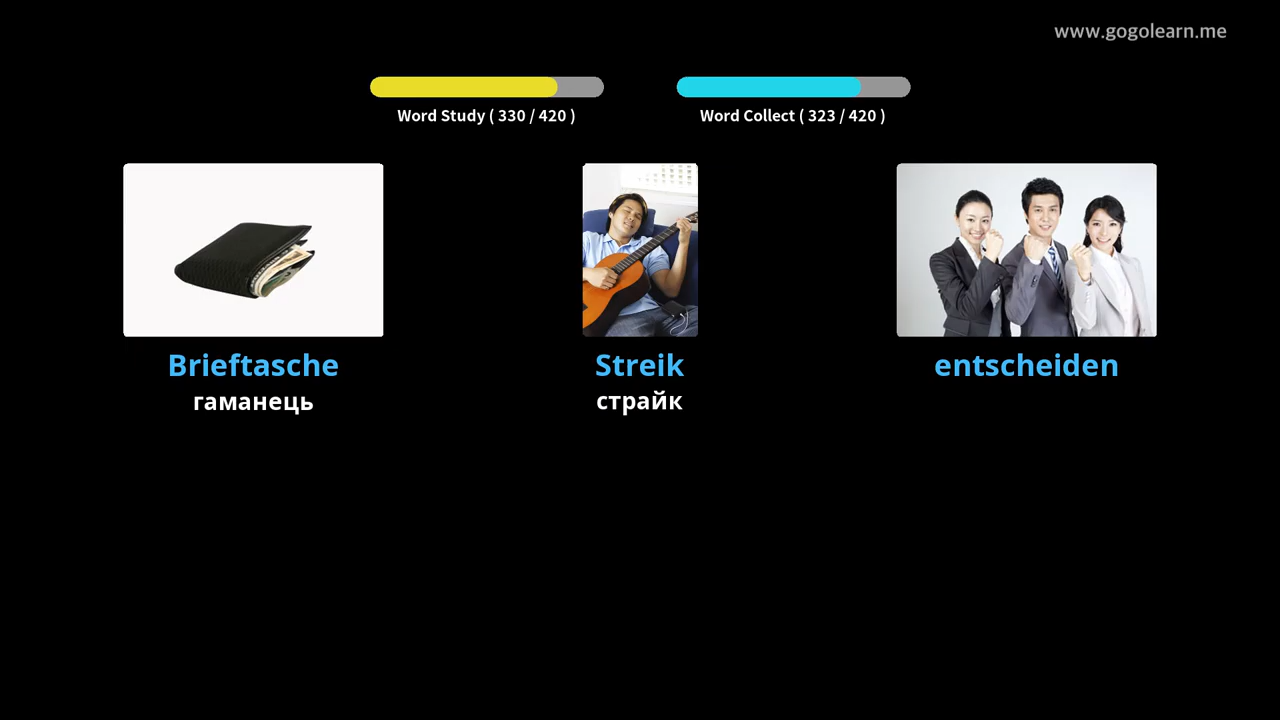 www.gogolearn.me
Word Study ( 330 / 420 )
Word Collect ( 323 / 420 )
Brieftasche
гаманець
Streik
страйк
entscheiden